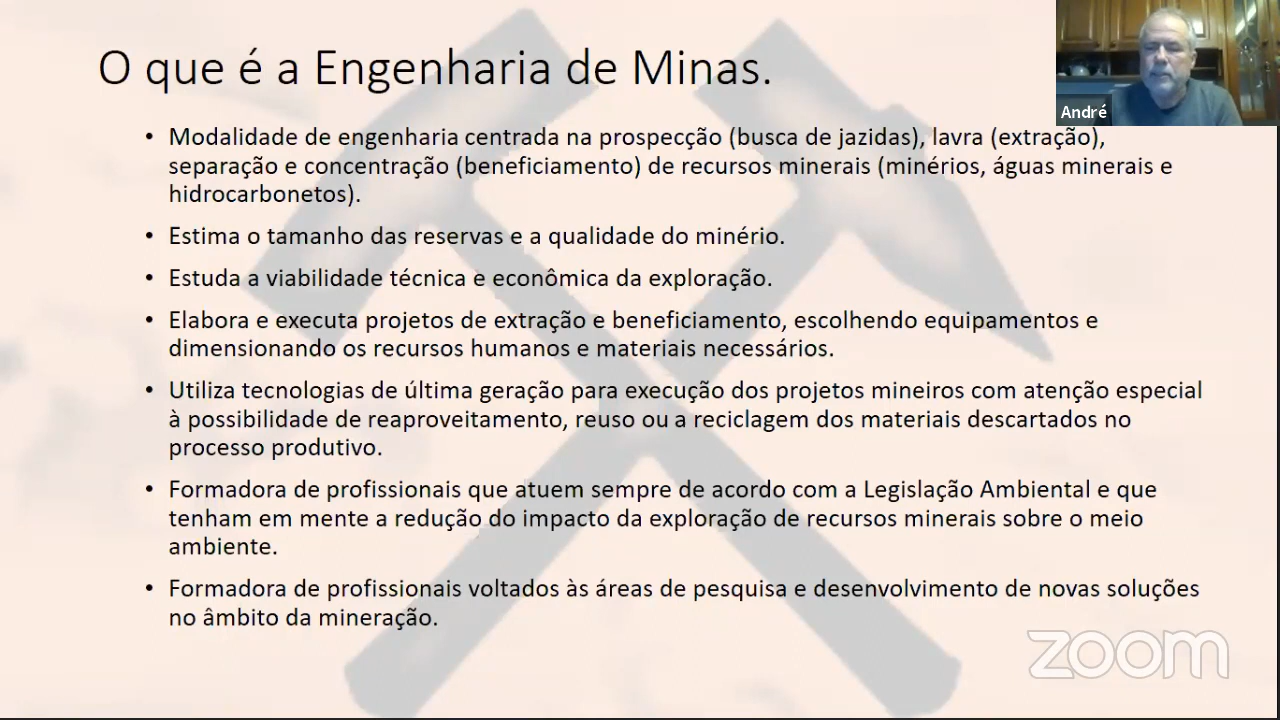 O que é a Engenharia de Minas.
André
• Modalidade de engenharia centrada na prospecção (busca de jazidas), lavra (extração),
separação e concentração (beneficiamento) de recursos minerais (minérios, águas minerais e
hidrocarbonetos).
• Estima o tamanho das reservas e a qualidade do minério.
• Estuda a viabilidade técnica e econômica da exploração.
• Elabora e executa projetos de extração e beneficiamento, escolhendo equipamentos e
dimensionando os recursos humanos e materiais necessários.
• Utiliza tecnologias de última geração para execução dos projetos mineiros com atenção especial
à possibilidade de reaproveitamento, reuso ou a reciclagem dos materiais descartados no
processo produtivo.
• Formadora de profissionais que atuem sempre de acordo com a Legislação Ambiental e que
tenham em mente a redução do impacto da exploração de recursos minerais sobre o meio
ambiente.
• Formadora de profissionais voltados às áreas de pesquisa e desenvolvimento de novas soluções
no âmbito da mineração.
zoom